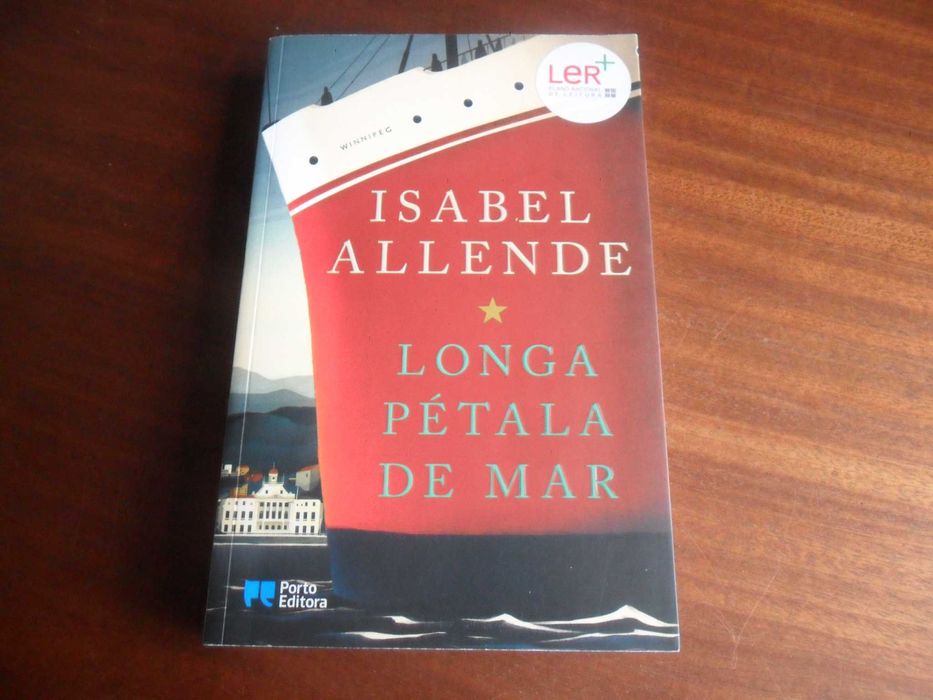 LeR+
PLANO NACIONAL
DE LEITURA
WINNIPEG
ISABEL
ALLENDE
LONGA
PÉTALA
DE MAR
Porto
Editora